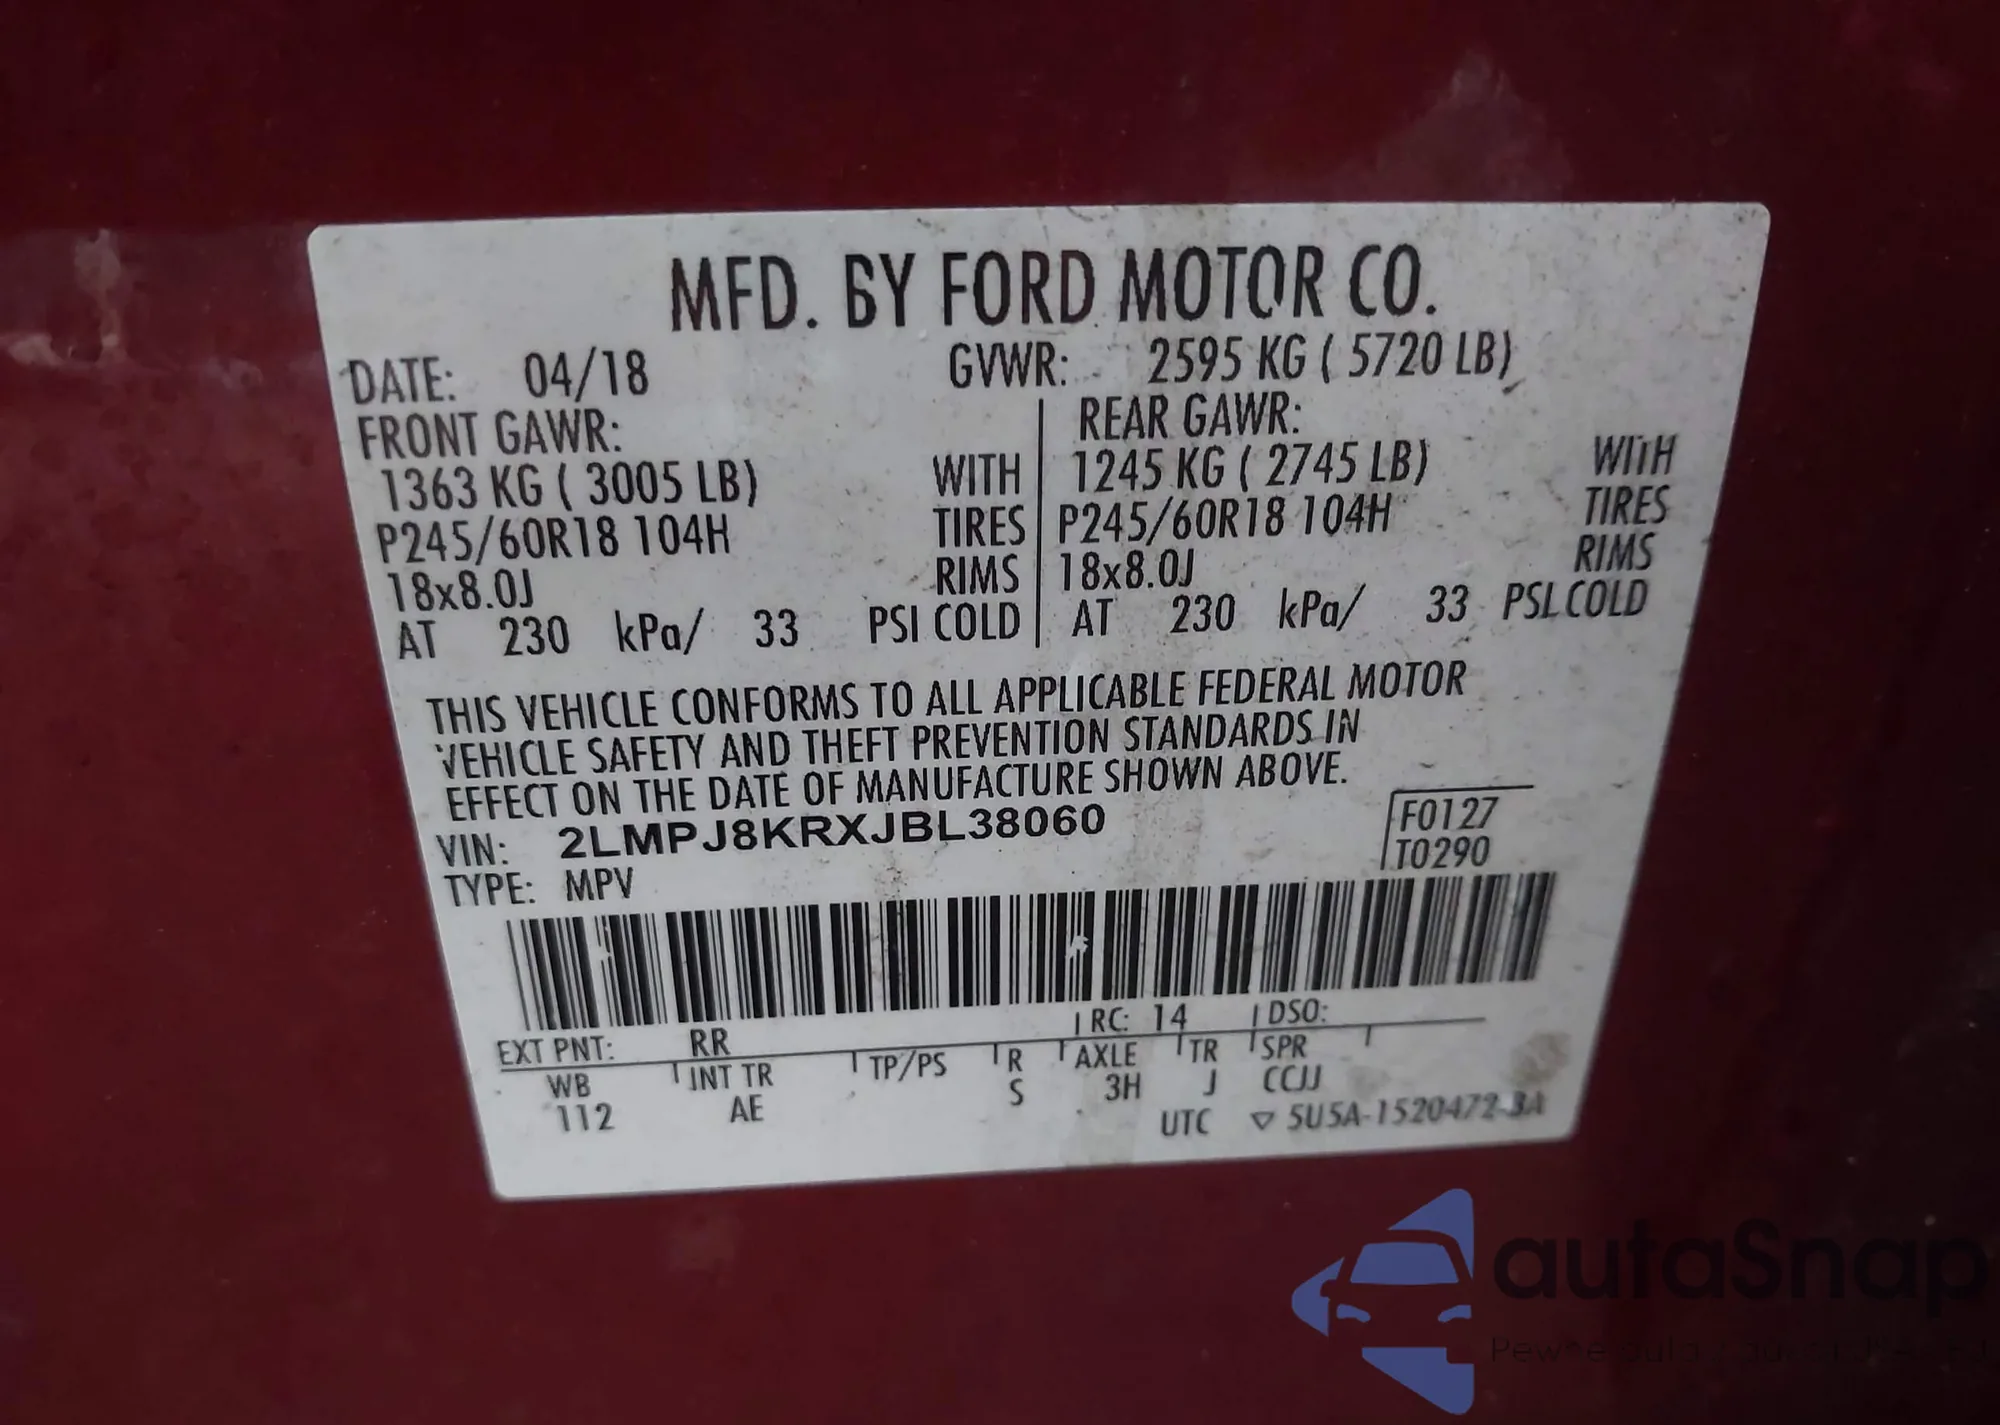 MFD. BY FORD MOTOR CO.
DATE: 04/18 GVWR: 2595 KG ( 5720 LB)
FRONT GAWR: REAR GAWR:
1363 KG ( 3005 LB) WITH 1245 KG ( 2745 LB) WITH
P245/60R18 104H TIRES P245/60R18 104H TIRES
18x8.0J RIMS 18x8.0J RIMS
AT 230 kPa/ 33 PSI COLD AT 230 kPa/ 33 PSI COLD
THIS VEHICLE CONFORMS TO ALL APPLICABLE FEDERAL MOTOR
VEHICLE SAFETY AND THEFT PREVENTION STANDARDS IN
EFFECT ON THE DATE OF MANUFACTURE SHOWN ABOVE.
VIN: 2LMPJ8KRXJBL38060 F0127
TYPE: MPV T0290
EXT PNT: RR RC: 14 DSO:
WB INT TR TP/PS R AXLE TR SPR
112 AE S 3H J CCJJ
UTC ▽ 5U5A-1520472-BA
autaSnap
Pewne auta